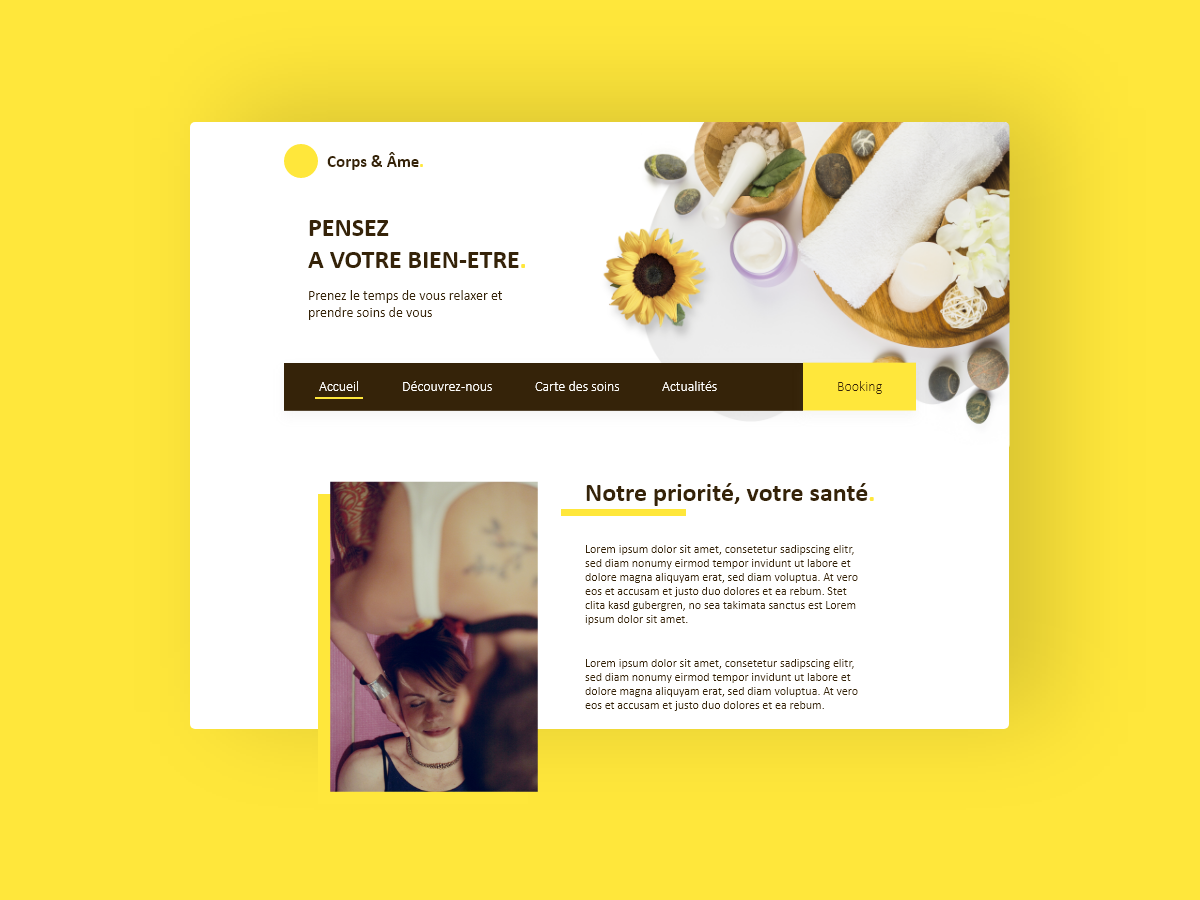 Corps & Âme.
PENSEZ
A VOTRE BIEN-ETRE.
Prenez le temps de vous relaxer et
prendre soins de vous
Accueil Découvrez-nous Carte des soins Actualités Booking
Notre priorité, votre santé.
Lorem ipsum dolor sit amet, consetetur sadipscing elitr,
sed diam nonumy eirmod tempor invidunt ut labore et
dolore magna aliquyam erat, sed diam voluptua. At vero
eos et accusam et justo duo dolores et ea rebum. Stet
clita kasd gubergren, no sea takimata sanctus est Lorem
ipsum dolor sit amet.
Lorem ipsum dolor sit amet, consetetur sadipscing elitr,
sed diam nonumy eirmod tempor invidunt ut labore et
dolore magna aliquyam erat, sed diam voluptua. At vero
eos et accusam et justo duo dolores et ea rebum.